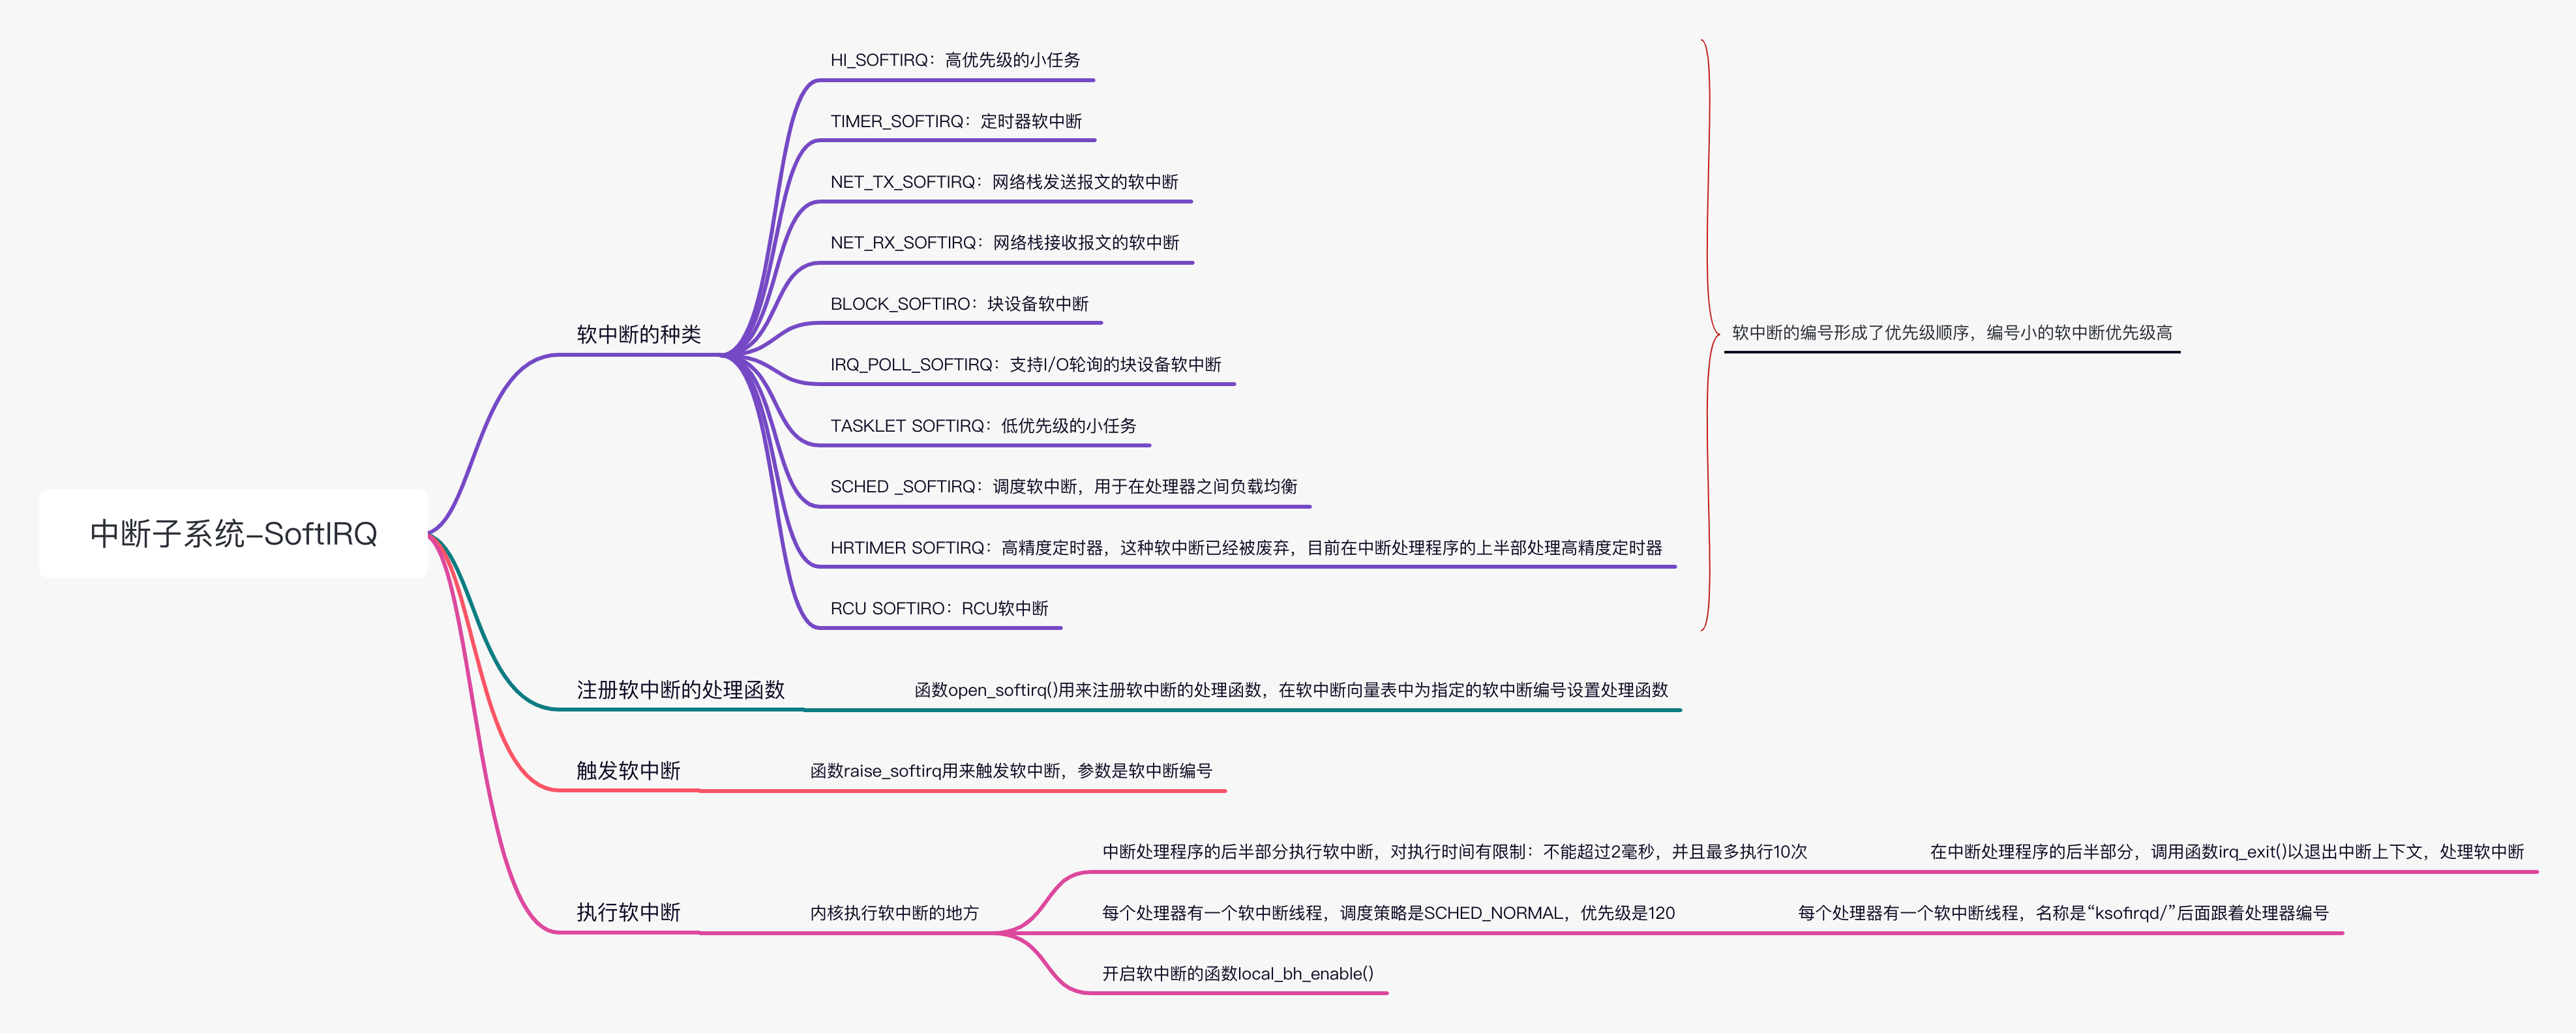 中断子系统-SoftIRQ
软中断的种类
HI_SOFTIRQ：高优先级的小任务
TIMER_SOFTIRQ：定时器软中断
NET_TX_SOFTIRQ：网络栈发送报文的软中断
NET_RX_SOFTIRQ：网络栈接收报文的软中断
BLOCK_SOFTIRO：块设备软中断
IRQ_POLL_SOFTIRQ：支持I/O轮询的块设备软中断
TASKLET SOFTIRQ：低优先级的小任务
SCHED _SOFTIRQ：调度软中断，用于在处理器之间负载均衡
HRTIMER SOFTIRQ：高精度定时器，这种软中断已经被废弃，目前在中断处理程序的上半部处理高精度定时器
RCU SOFTIRO：RCU软中断
软中断的编号形成了优先级顺序，编号小的软中断优先级高
注册软中断的处理函数
函数open_softirq()用来注册软中断的处理函数，在软中断向量表中为指定的软中断编号设置处理函数
触发软中断
函数raise_softirq用来触发软中断，参数是软中断编号
执行软中断
内核执行软中断的地方
中断处理程序的后半部分执行软中断，对执行时间有限制：不能超过2毫秒，并且最多执行10次
在中断处理程序的后半部分，调用函数irq_exit()以退出中断上下文，处理软中断
每个处理器有一个软中断线程，调度策略是SCHED_NORMAL，优先级是120
每个处理器有一个软中断线程，名称是“ksofirqd/”后面跟着处理器编号
开启软中断的函数local_bh_enable()